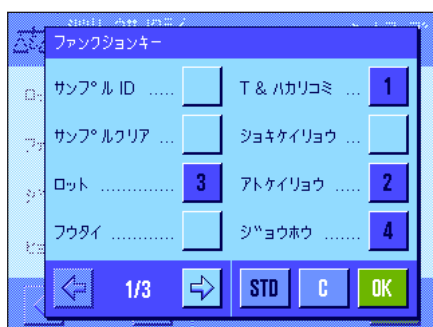 ファンクションキー
サンプル ID ..... T & ハカリコミ ... 1
サンプルクリア ... ショキケイリョウ ...
ロット ............. 3 アトケイリョウ ..... 2
フウタイ ........... ジョウホウ ....... 4
1/3 STD C OK